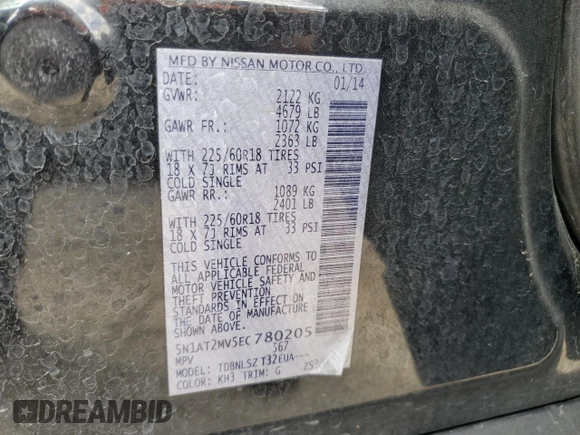 MFD BY NISSAN MOTOR CO., LTD
DATE: 01/14
GVWR: 2122 KG
4679 LB
GAWR FR.: 1072 KG
2363 LB
WITH 225/60R18 TIRES
18 X 7J RIMS AT 33 PSI
COLD SINGLE
GAWR RR.: 1089 KG
2401 LB
WITH 225/60R18 TIRES
18 X 7J RIMS AT 33 PSI
COLD SINGLE
THIS VEHICLE CONFORMS TO
ALL APPLICABLE FEDERAL
MOTOR VEHICLE SAFETY AND
THEFT PREVENTION
STANDARDS IN EFFECT ON
THE DATE OF MANUFACTURE
SHOWN ABOVE.
5N1AT2MV5EC780205
MPV 567
MODEL: TDBNLSZ T32EUA---
COLOR: KH3 TRIM: G
DREAMBID